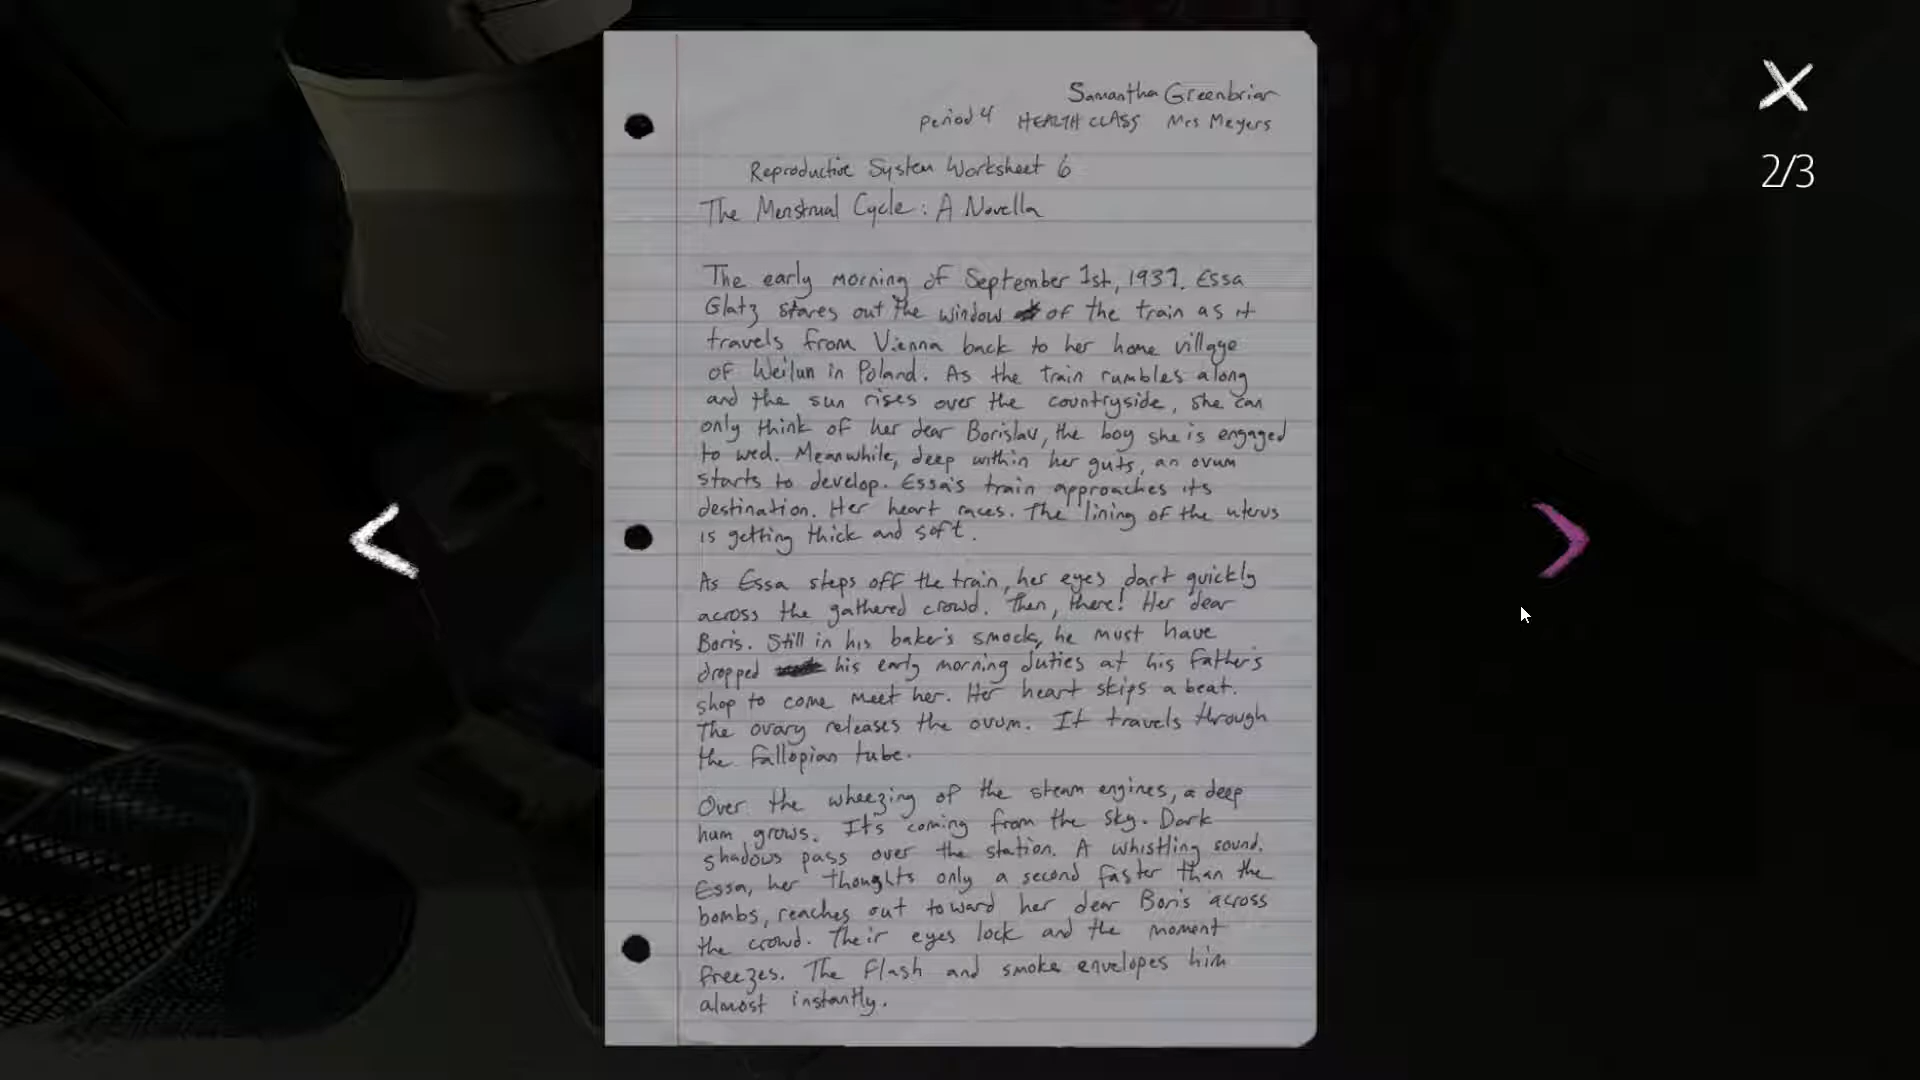 Samantha Greenbriar
Period 4 HEALTH CLASS Mrs Meyers
2/3
Reproductive System Worksheet 6
The Menstrual Cycle: A Novella
The early morning of September 1st, 1939. Essa
Glatz stares out the window of the train as it
travels from Vienna back to her home village
of Weilun in Poland. As the train rumbles along
and the sun rises over the countryside, she can
only think of her dear Borislav, the boy she is engaged
to wed. Meanwhile, deep within her guts, an ovum
starts to develop. Essa's train approaches its
destination. Her heart races. The lining of the uterus
is getting thick and soft.
As Essa steps off the train, her eyes dart quickly
across the gathered crowd. Then, there! Her dear
Boris. Still in his baker's smock, he must have
dropped his early morning duties at his father's
shop to come meet her. Her heart skips a beat.
The ovary releases the ovum. It travels through
the fallopian tube.
Over the wheezing of the steam engines, a deep
hum grows. It's coming from the sky. Dark
shadows pass over the station. A whistling sound.
Essa, her thoughts only a second faster than the
bombs, reaches out toward her dear Boris across
the crowd. Their eyes lock and the moment
freezes. The flash and smoke envelopes him
almost instantly.